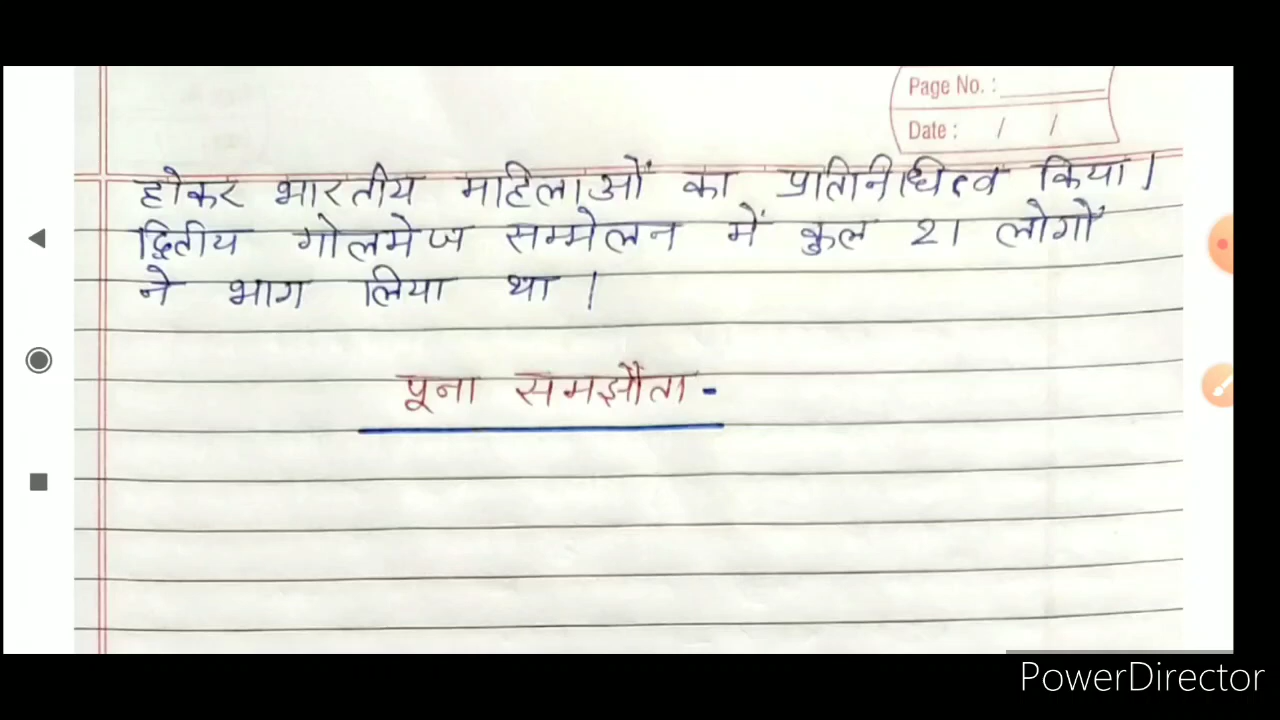 Page No. :
Date : / /
होकर भारतीय महिलाओं का प्रतिनिधित्व किया।
द्वितीय गोलमेज सम्मेलन में कुल 21 लोगों
ने भाग लिया था।
पूना समझौता -
PowerDirector